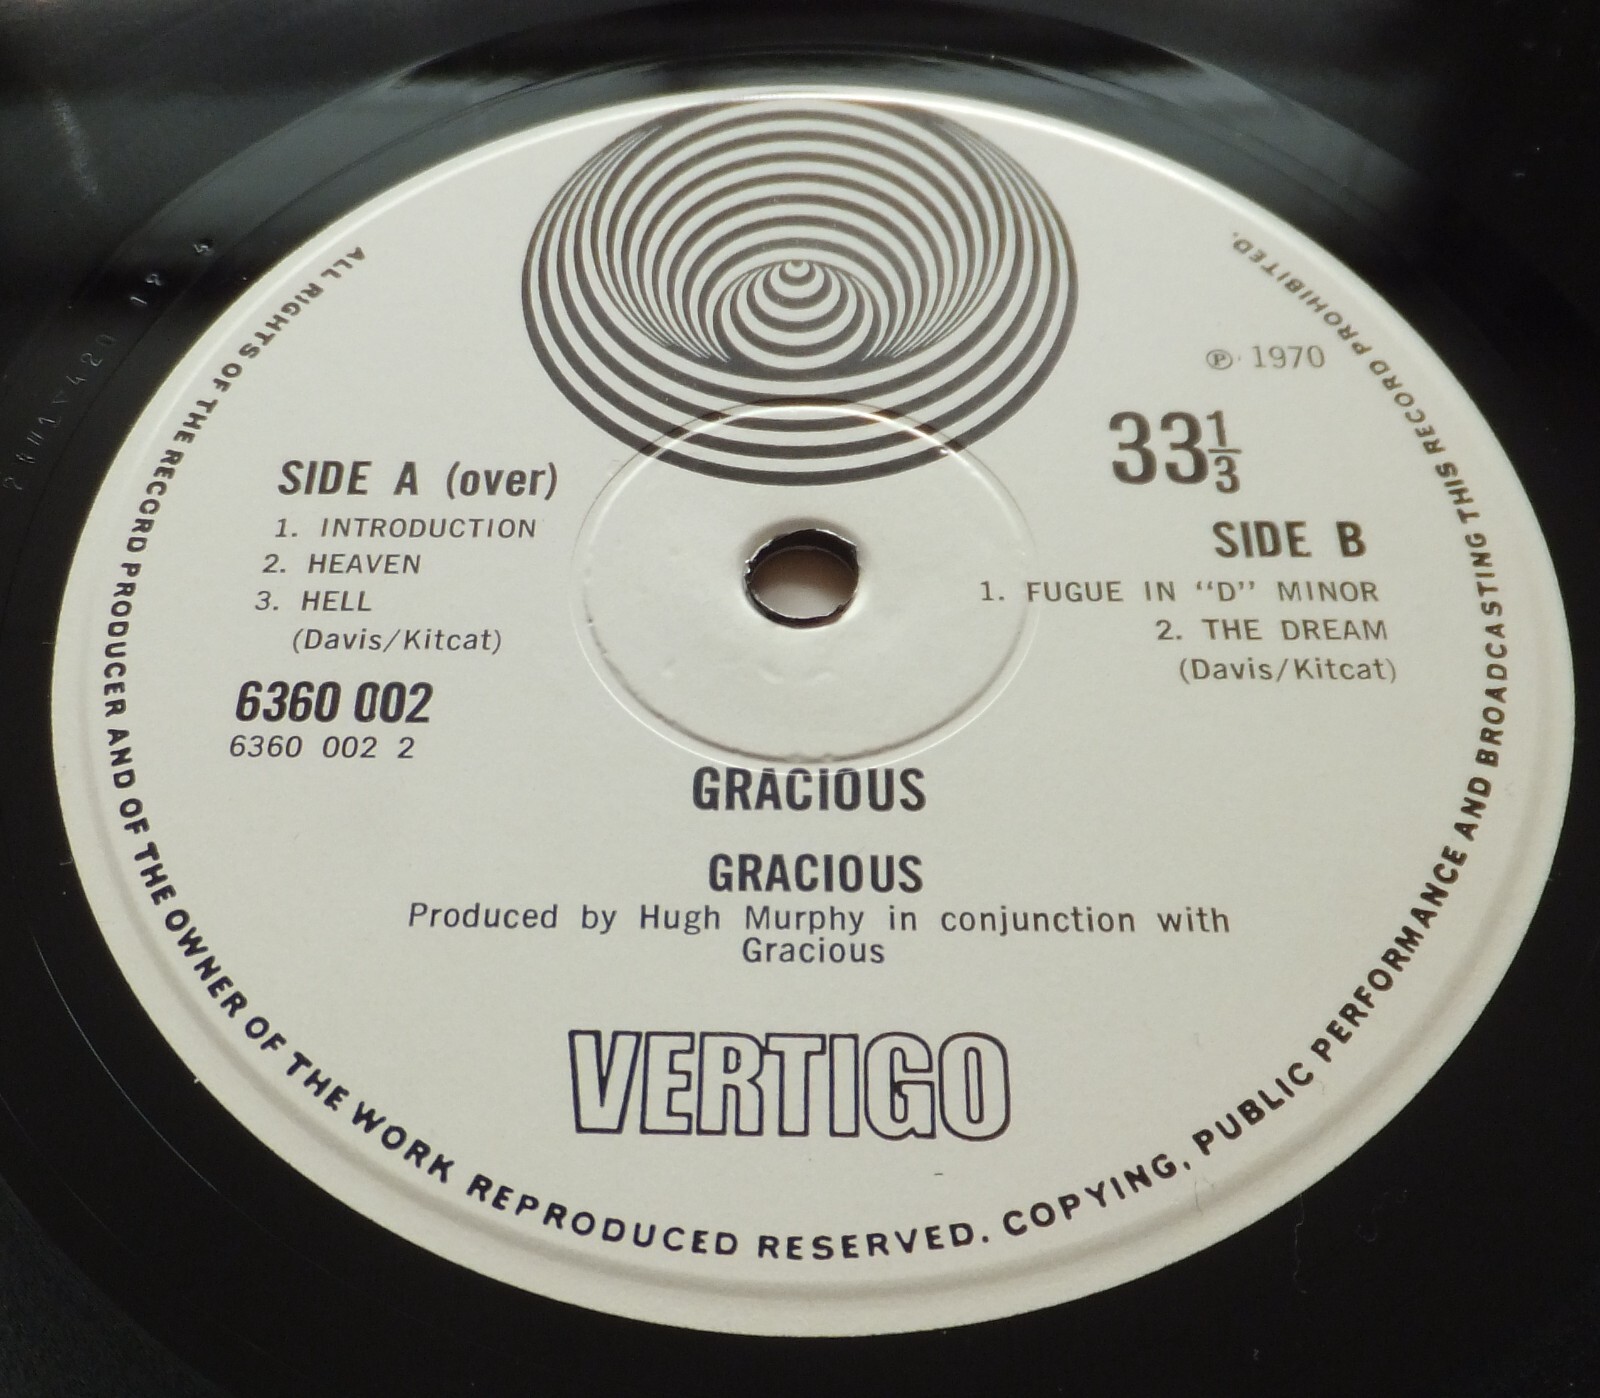 ALL RIGHTS OF THE RECORD PRODUCER AND OF THE OWNER OF THE WORK REPRODUCED RESERVED. COPYING, PUBLIC PERFORMANCE AND BROADCASTING THIS RECORD PROHIBITED.
℗ 1970
33 1/3
SIDE A (over)
1. INTRODUCTION
2. HEAVEN
3. HELL
(Davis/Kitcat)
6360 002
6360 002 2
SIDE B
1. FUGUE IN “D” MINOR
2. THE DREAM
(Davis/Kitcat)
GRACIOUS
GRACIOUS
Produced by Hugh Murphy in conjunction with
Gracious
VERTIGO